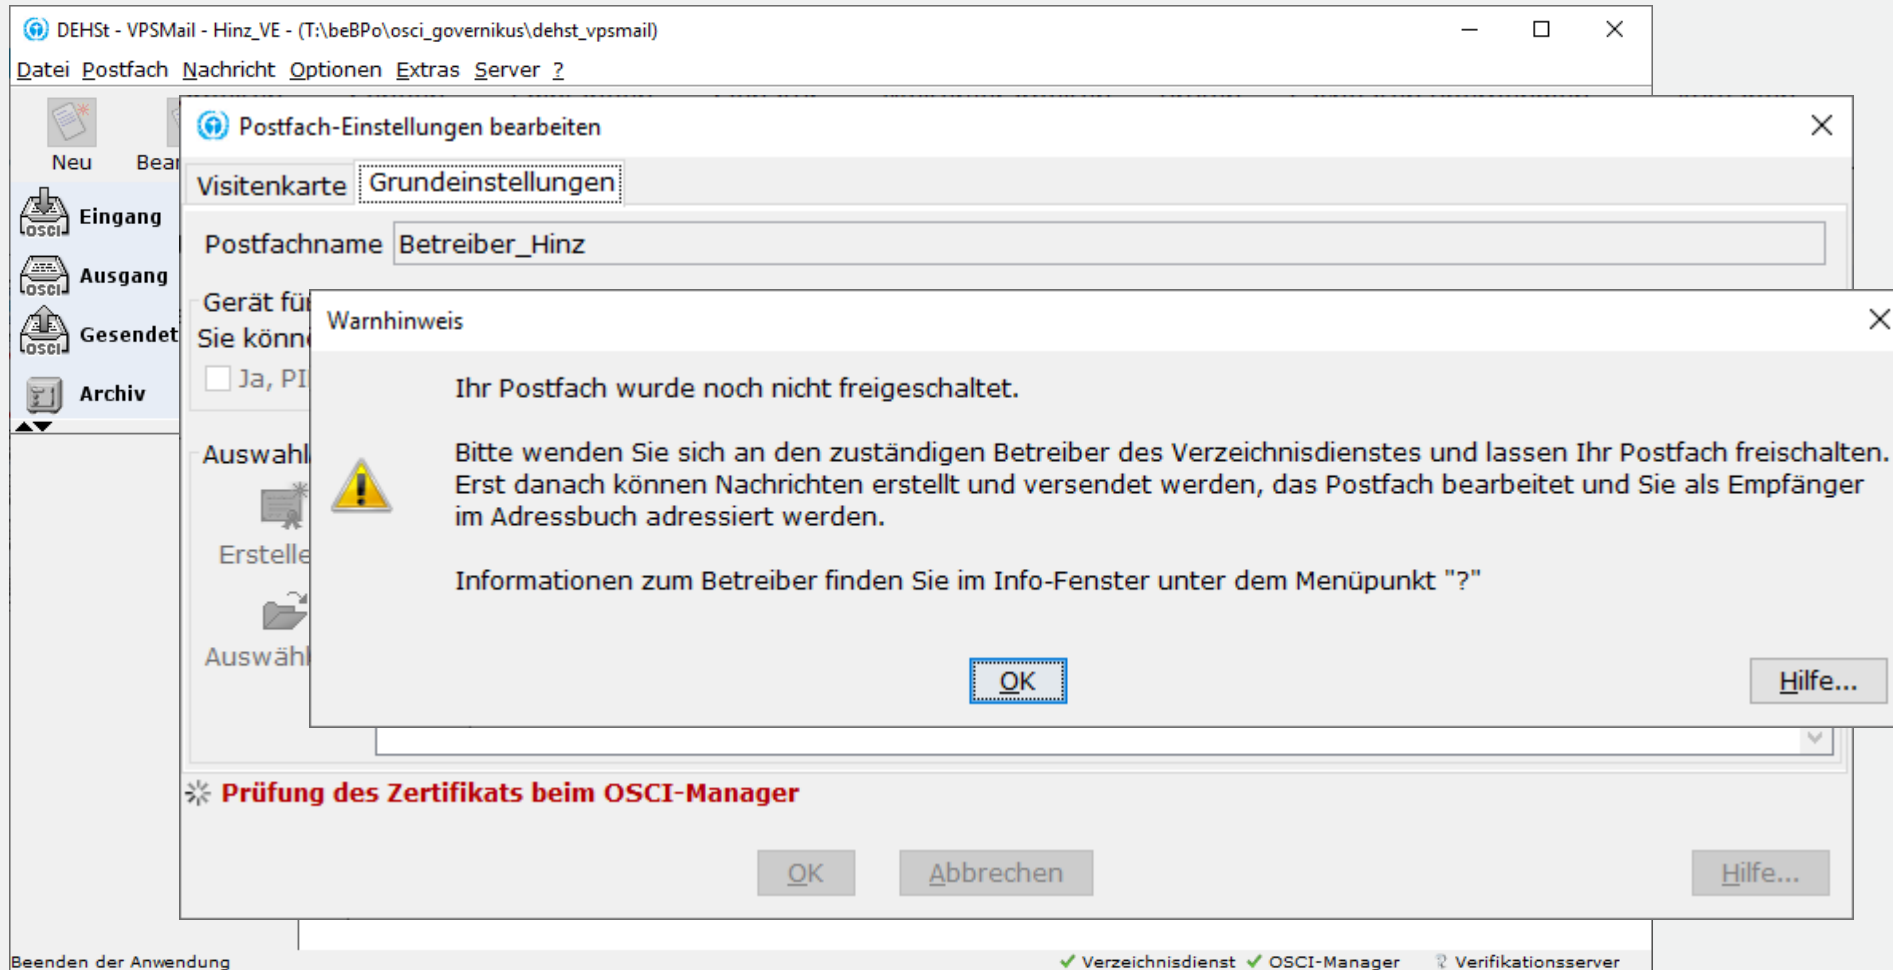 DEHSt - VPSMail - Hinz_VE - (T:\beBPo\osci_governikus\dehst_vpsmail)
Datei Postfach Nachricht Optionen Extras Server ?
Neu
Postfach-Einstellungen bearbeiten
Visitenkarte Grundeinstellungen
Eingang
Ausgang
Gesendet
Archiv
OSCI
OSCI
OSCI
Postfachname Betreiber_Hinz
Gerät für
Sie könn
Ja, PI
Auswahl
Erstelle
Auswähl
Warnhinweis
Ihr Postfach wurde noch nicht freigeschaltet.
Bitte wenden Sie sich an den zuständigen Betreiber des Verzeichnisdienstes und lassen Ihr Postfach freischalten.
Erst danach können Nachrichten erstellt und versendet werden, das Postfach bearbeitet und Sie als Empfänger
im Adressbuch adressiert werden.
Informationen zum Betreiber finden Sie im Info-Fenster unter dem Menüpunkt "?"
OK Hilfe...
Prüfung des Zertifikats beim OSCI-Manager
OK Abbrechen Hilfe...
Beenden der Anwendung Verzeichnisdienst OSCI-Manager Verifikationsserver